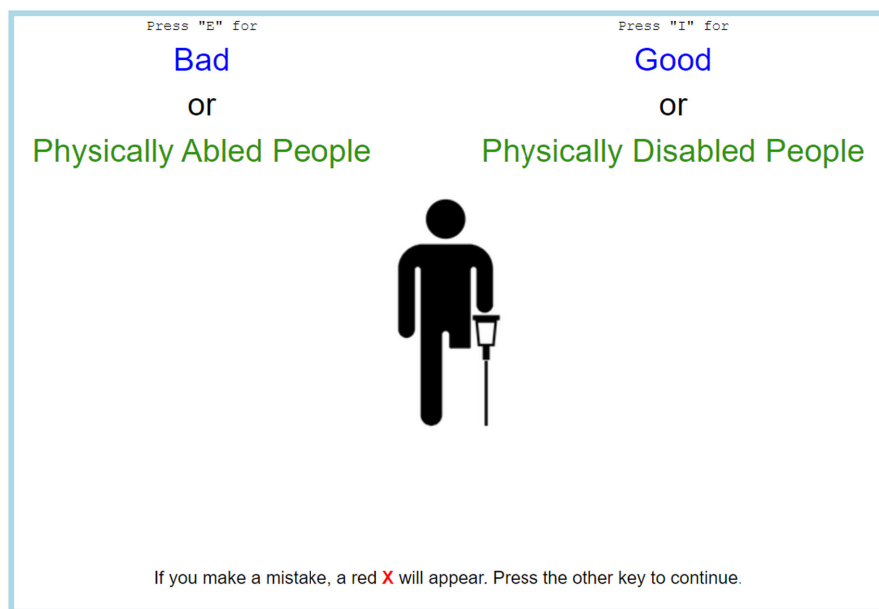 Press "E" for
Press "I" for
Bad
Good
or
or
Physically Abled People
Physically Disabled People
If you make a mistake, a red X will appear. Press the other key to continue.